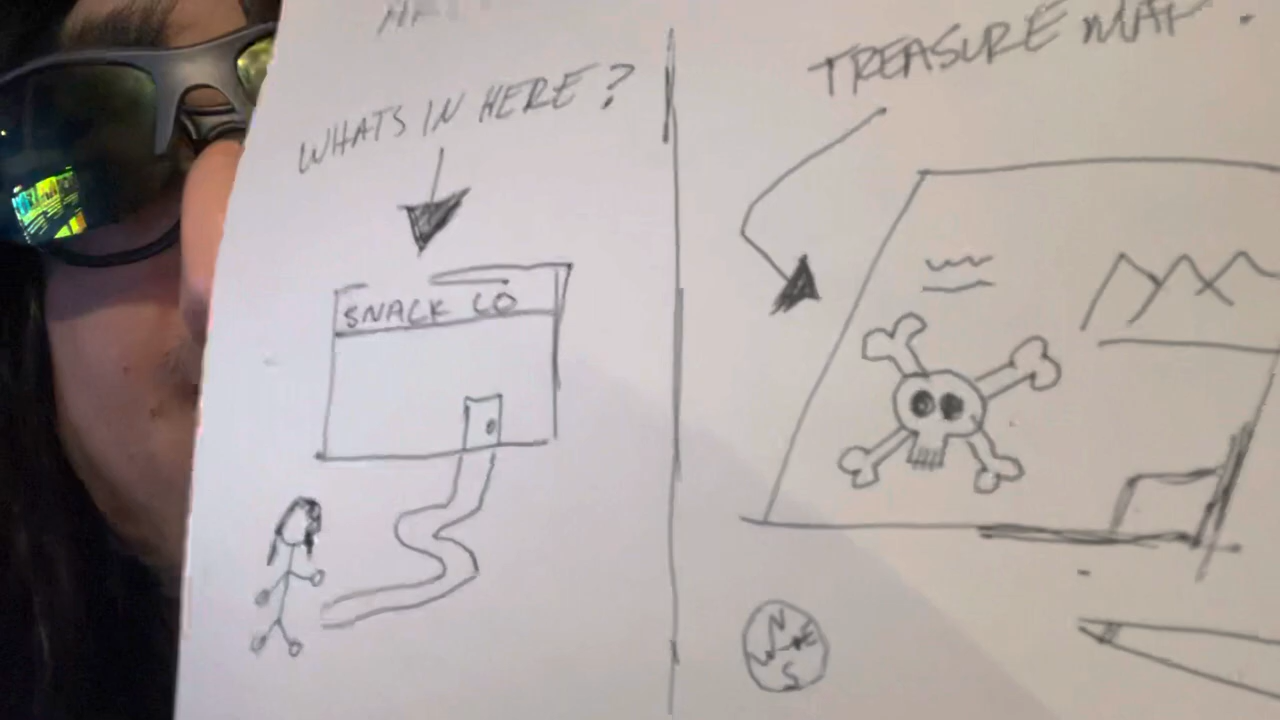 WHATS IN HERE?
SNACK CO
TREASURE MAP.
N
W E
S